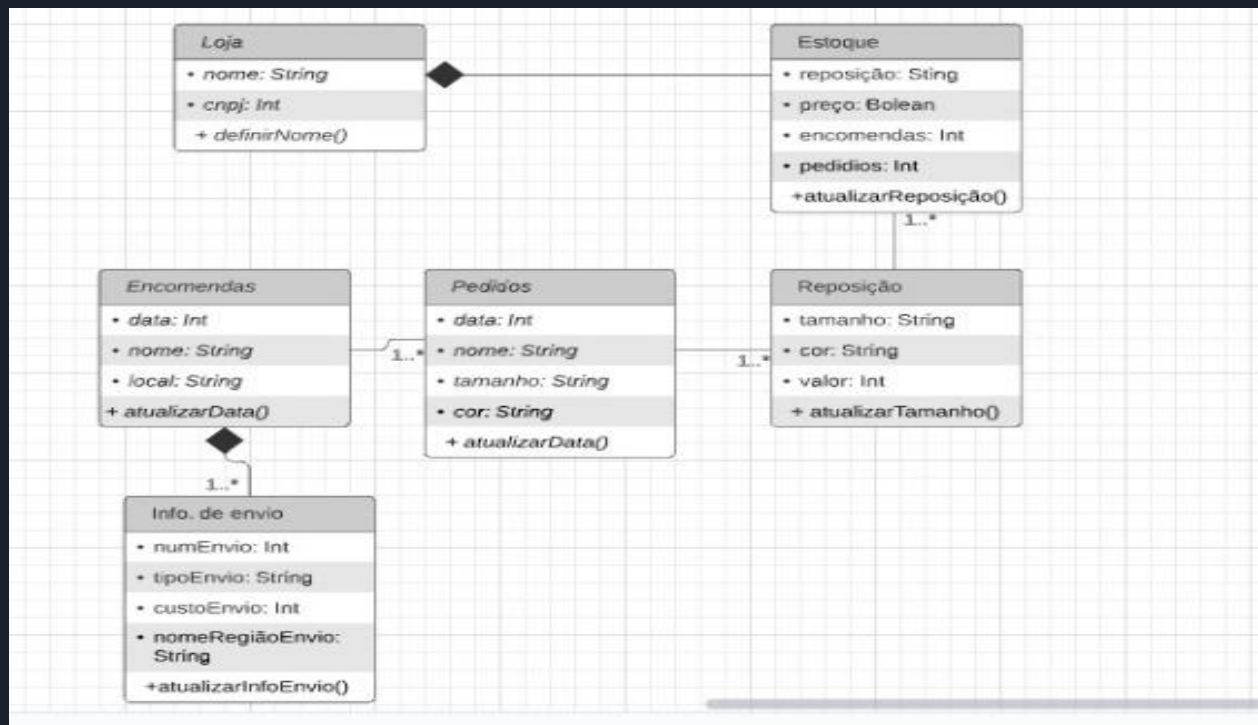 Loja
• nome: String
• cnpj: Int
+ definirNome()
Estoque
• reposição: Sting
• preço: Bolean
• encomendas: Int
• pedidios: Int
+atualizarReposição()
1..*
Encomendas
• data: Int
• nome: String
• local: String
+ atualizarData()
1..*
Pedidos
• data: Int
• nome: String
• tamanho: String
• cor: String
+ atualizarData()
1..*
Reposição
• tamanho: String
• cor: String
• valor: Int
+ atualizarTamanho()
1..*
Info. de envio
• numEnvio: Int
• tipoEnvio: String
• custoEnvio: Int
• nomeRegiãoEnvio:
String
+atualizarInfoEnvio()